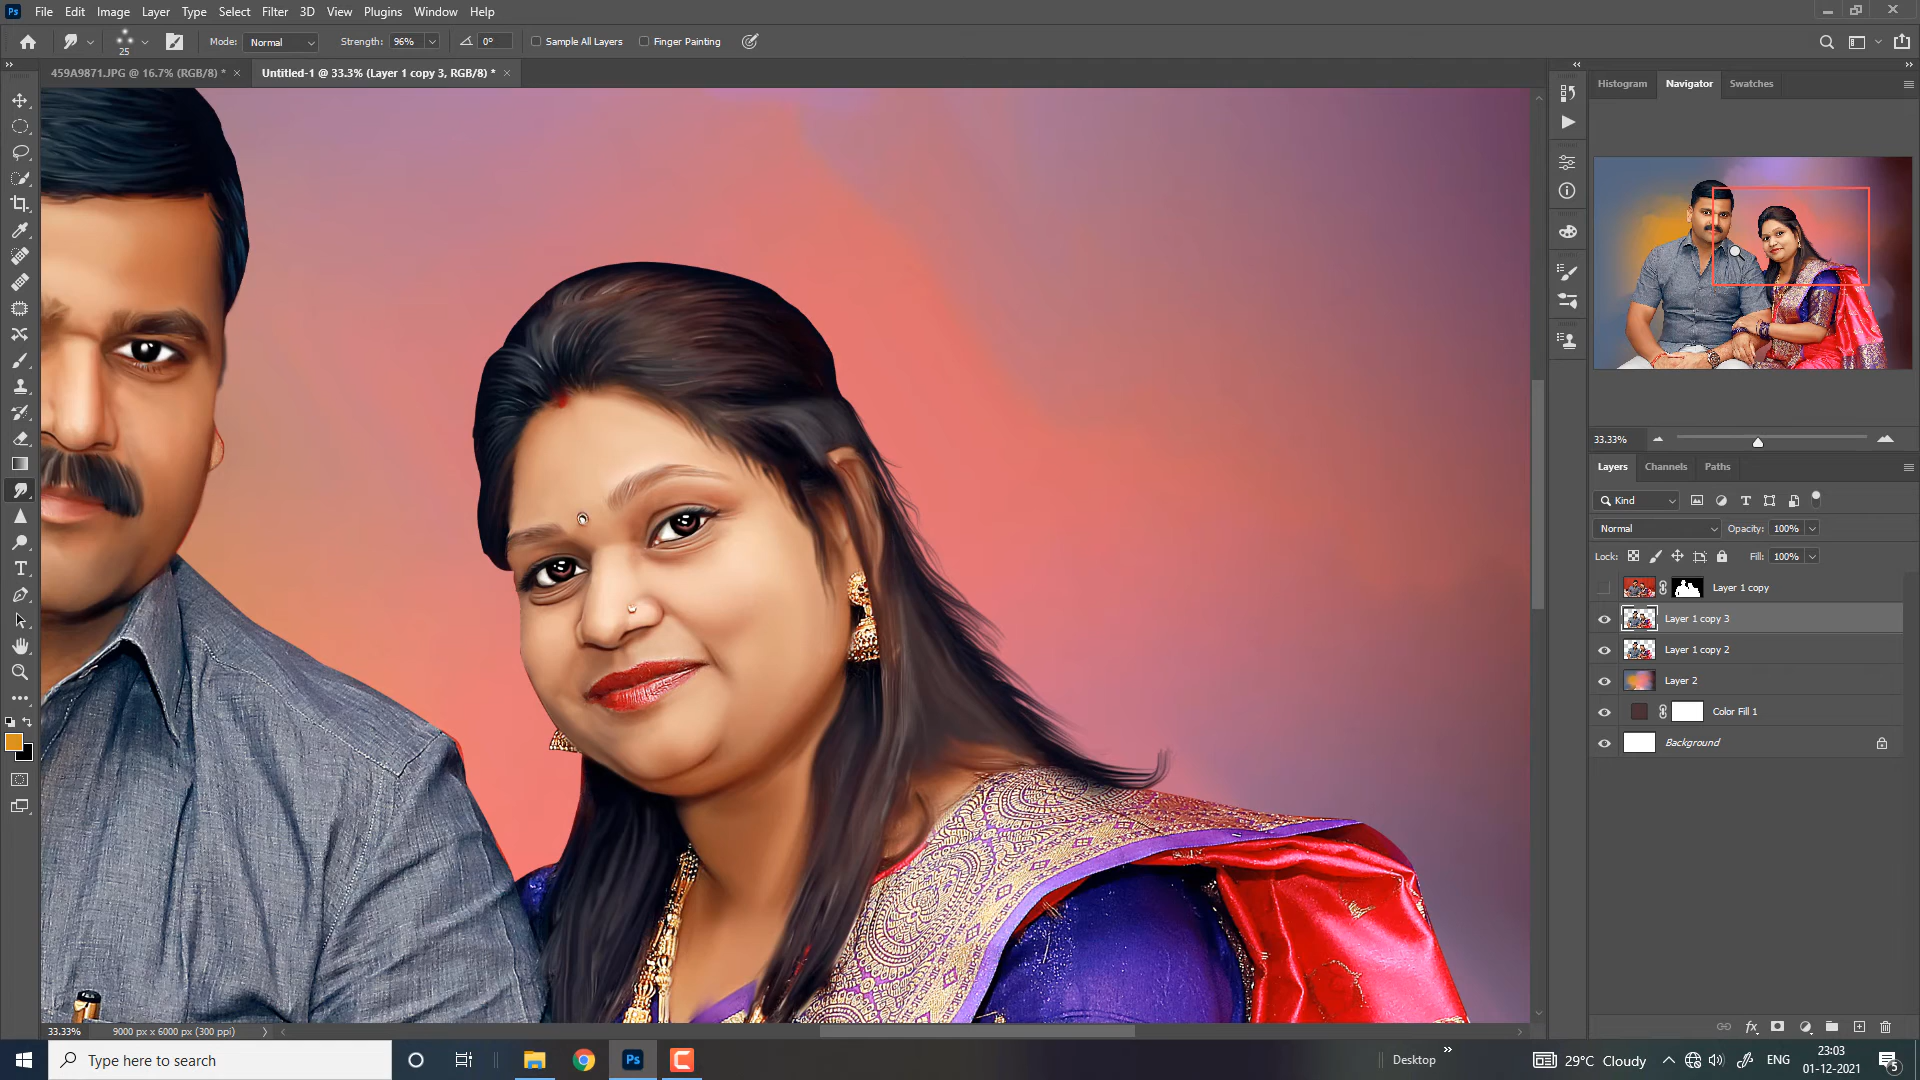 Ps File Edit Image Layer Type Select Filter 3D View Plugins Window Help
25 Mode: Normal Strength: 96% 0° Sample All Layers Finger Painting
459A9871.JPG @ 16.7% (RGB/8) * × Untitled-1 @ 33.3% (Layer 1 copy 3, RGB/8) * ×
Histogram Navigator Swatches
33.33%
Layers Channels Paths
Kind
Normal Opacity: 100%
Lock: Fill: 100%
Layer 1 copy
Layer 1 copy 3
Layer 1 copy 2
Layer 2
Color Fill 1
Background
33.33% 9000 px x 6000 px (300 ppi)
Type here to search
Ps
Desktop
29°C Cloudy
ENG
23:03
01-12-2021
5